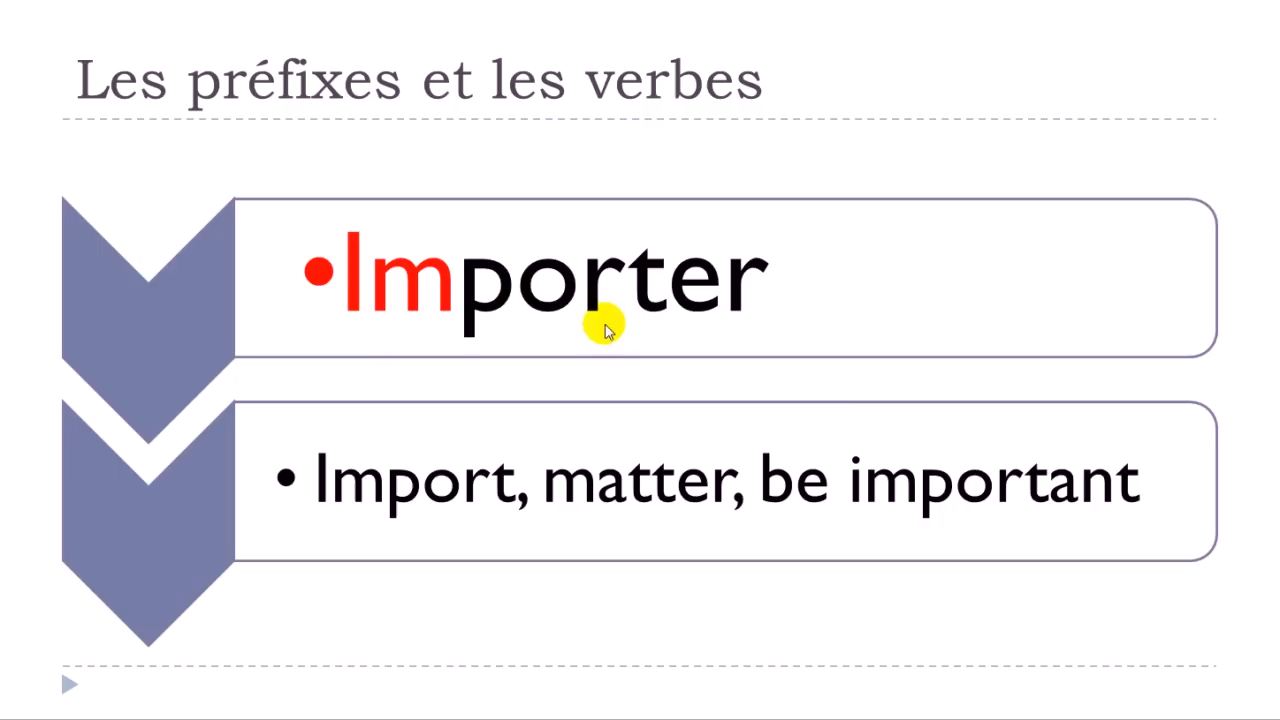 Les préfixes et les verbes
•Importer
• Import, matter, be important